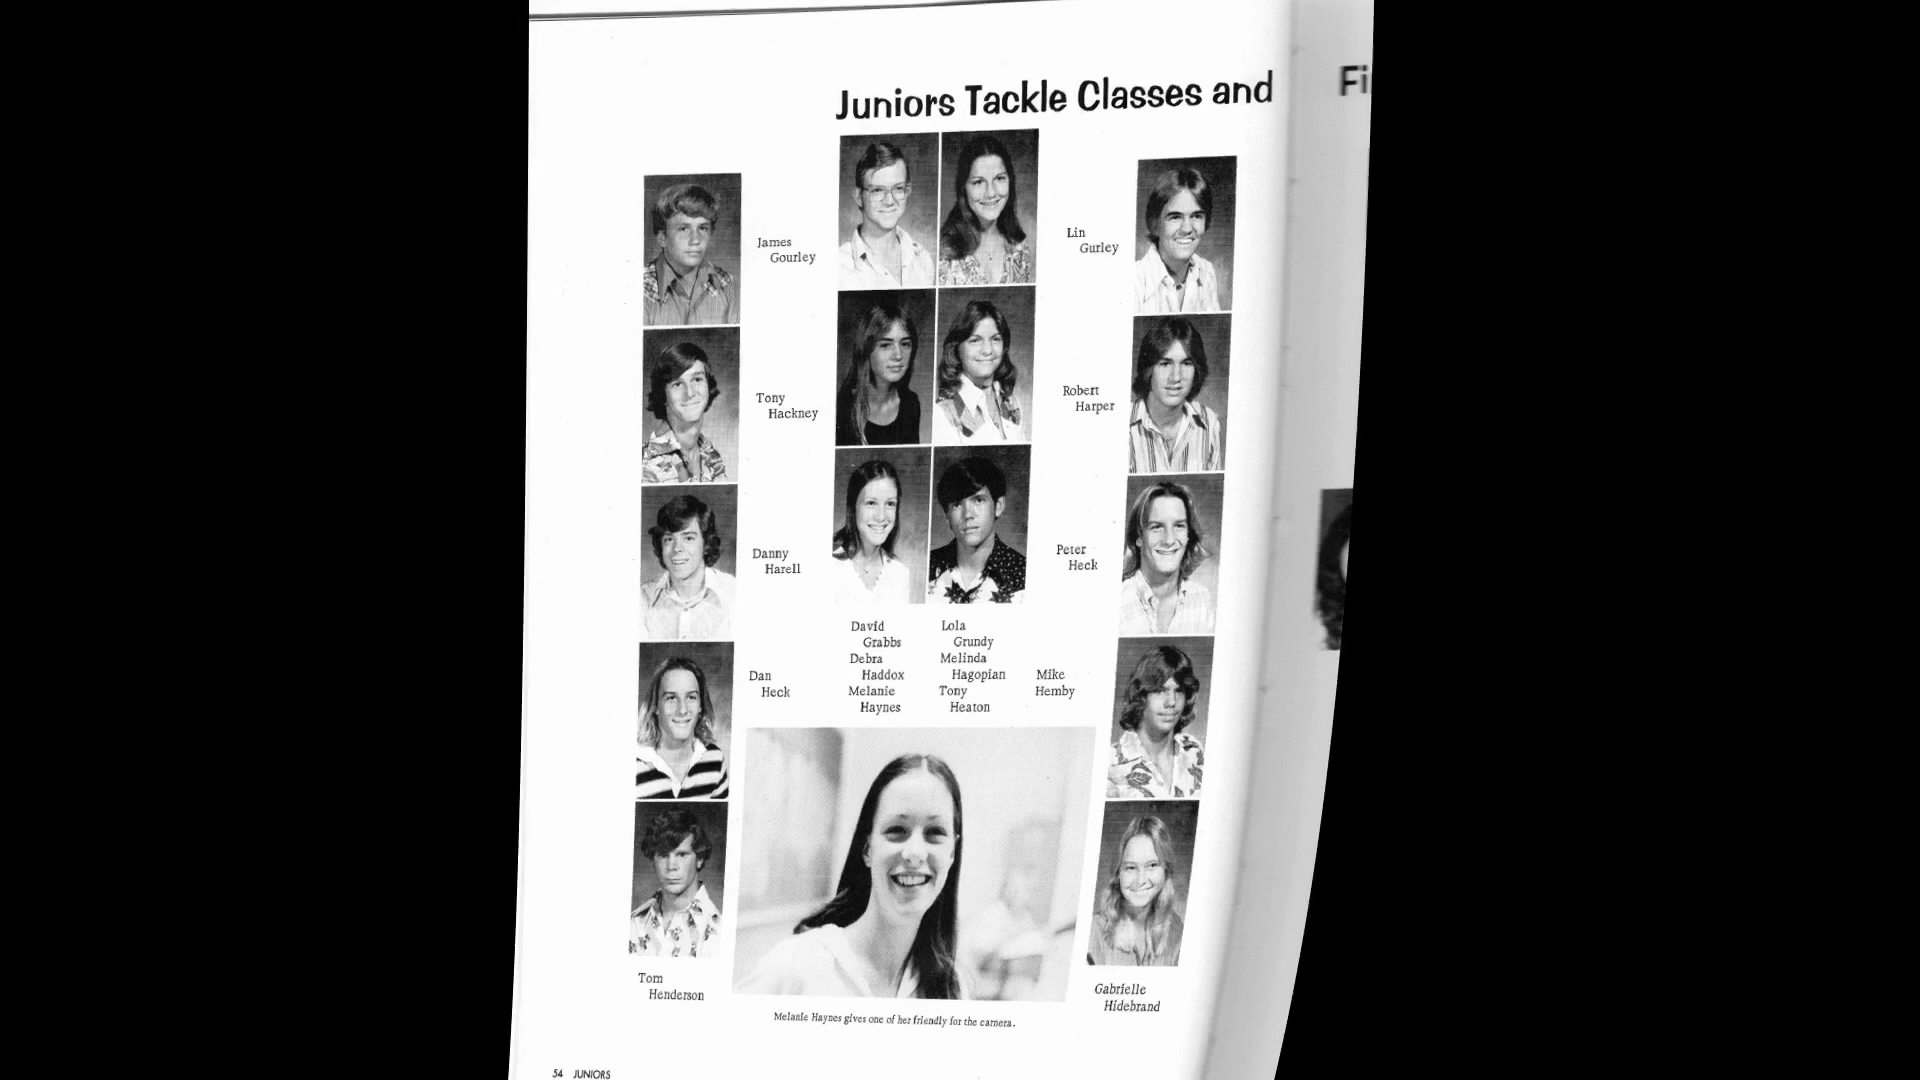 Juniors Tackle Classes and
Fi
James
Gourley
Lin
Gurley
Tony
Hackney
Robert
Harper
Danny
Harell
Peter
Heck
David
Grabbs
Lola
Grundy
Debra
Haddox
Melinda
Hagopian
Melanie
Haynes
Tony
Heaton
Dan
Heck
Mike
Hemby
Tom
Henderson
Gabrielle
Hidebrand
Melanie Haynes gives one of her friendly for the camera.
54 JUNIORS